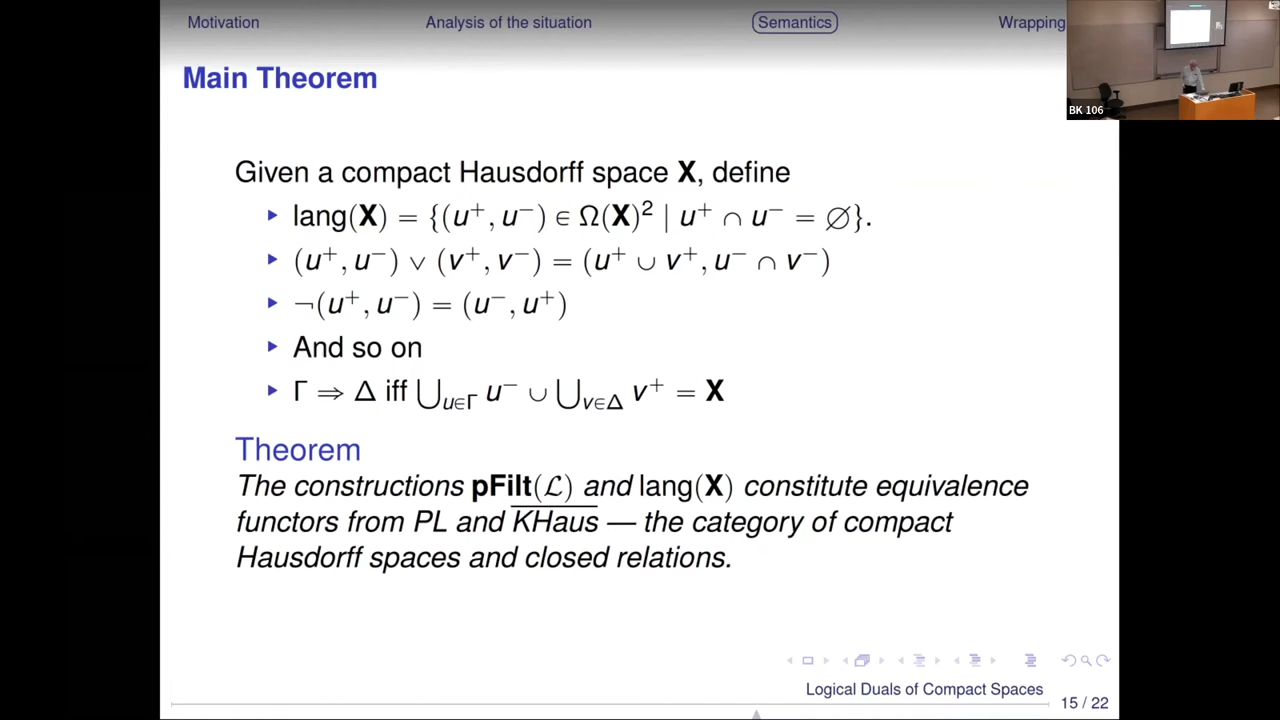 Motivation Analysis of the situation Semantics Wrapping
BK 106
Main Theorem
Given a compact Hausdorff space X, define
▸ lang(X) = {(u⁺, u⁻) ∈ Ω(X)² | u⁺ ∩ u⁻ = ∅}.
▸ (u⁺, u⁻) ∨ (v⁺, v⁻) = (u⁺ ∪ v⁺, u⁻ ∩ v⁻)
▸ ¬(u⁺, u⁻) = (u⁻, u⁺)
▸ And so on
▸ Γ ⇒ Δ iff ⋃_{u∈Γ} u⁻ ∪ ⋃_{v∈Δ} v⁺ = X
Theorem
The constructions pFilt(ℒ) and lang(X) constitute equivalence
functors from PL and K̅H̅a̅u̅s̅ — the category of compact
Hausdorff spaces and closed relations.
Logical Duals of Compact Spaces
15 / 22